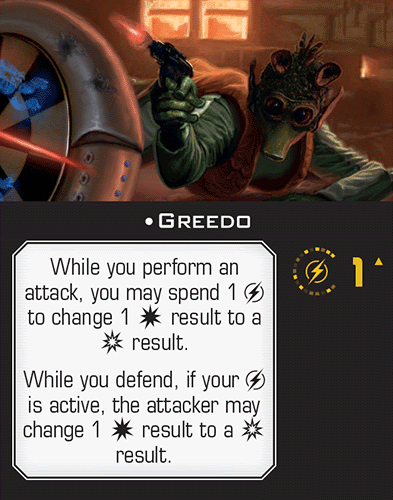 • GREEDO
While you perform an
attack, you may spend 1
to change 1 result to a
result.
While you defend, if your
is active, the attacker may
change 1 result to a
result.
1